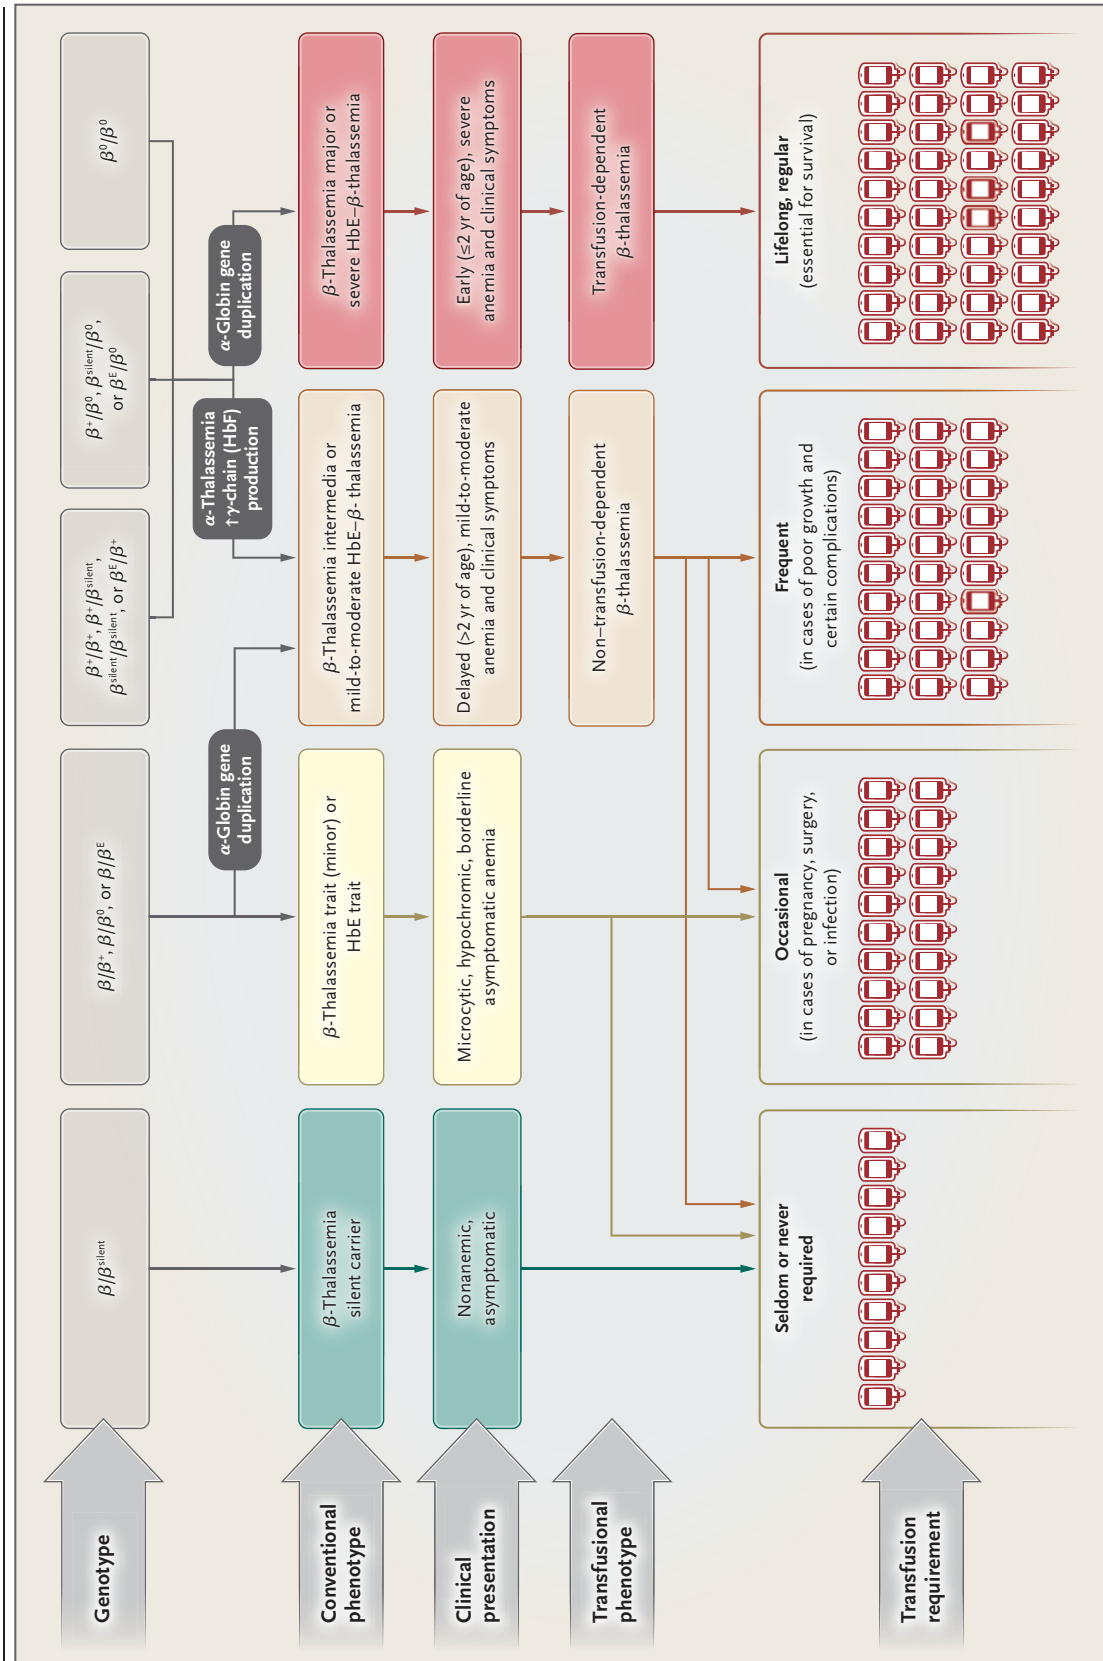 Genotype
β/βsilent
β/β+, β/β0, or β/βE
β+/β+, β+/βsilent,
βsilent/βsilent, or βE/β+
β+/β0, βsilent/β0,
or βE/β0
β0/β0
α-Globin gene
duplication
α-Thalassemia
↑γ-chain (HbF)
production
α-Globin gene
duplication
Conventional
phenotype
β-Thalassemia
silent carrier
β-Thalassemia trait (minor) or
HbE trait
β-Thalassemia intermedia or
mild-to-moderate HbE–β- thalassemia
β-Thalassemia major or
severe HbE–β-thalassemia
Clinical
presentation
Nonanemic,
asymptomatic
Microcytic, hypochromic, borderline
asymptomatic anemia
Delayed (>2 yr of age), mild-to-moderate
anemia and clinical symptoms
Early (≤2 yr of age), severe
anemia and clinical symptoms
Transfusional
phenotype
Non–transfusion-dependent
β-thalassemia
Transfusion-dependent
β-thalassemia
Transfusion
requirement
Seldom or never
required
Occasional
(in cases of pregnancy, surgery,
or infection)
Frequent
(in cases of poor growth and
certain complications)
Lifelong, regular
(essential for survival)